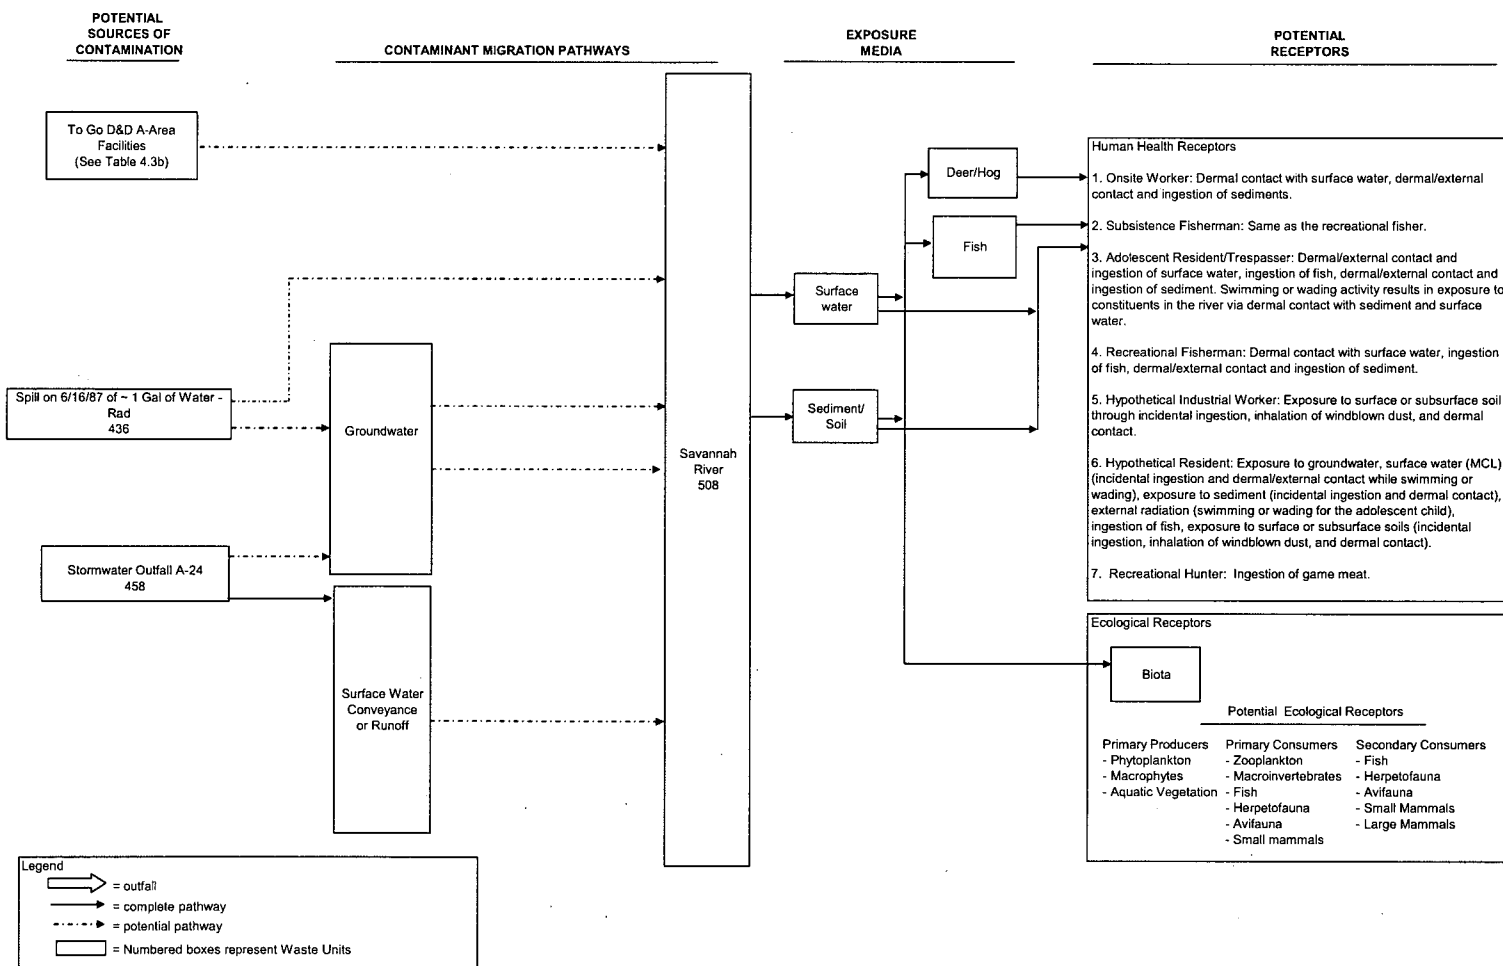 POTENTIAL
SOURCES OF
CONTAMINATION
CONTAMINANT MIGRATION PATHWAYS
EXPOSURE
MEDIA
POTENTIAL
RECEPTORS
To Go D&D A-Area
Facilities
(See Table 4.3b)
Spill on 6/16/87 of ~ 1 Gal of Water -
Rad
436
Stormwater Outfall A-24
458
Groundwater
Surface Water
Conveyance
or Runoff
Savannah
River
508
Surface
water
Sediment/
Soil
Deer/Hog
Fish
Human Health Receptors
1. Onsite Worker: Dermal contact with surface water, dermal/external
contact and ingestion of sediments.
2. Subsistence Fisherman: Same as the recreational fisher.
3. Adolescent Resident/Trespasser: Dermal/external contact and
ingestion of surface water, ingestion of fish, dermal/external contact and
ingestion of sediment. Swimming or wading activity results in exposure to
constituents in the river via dermal contact with sediment and surface
water.
4. Recreational Fisherman: Dermal contact with surface water, ingestion
of fish, dermal/external contact and ingestion of sediment.
5. Hypothetical Industrial Worker: Exposure to surface or subsurface soil
through incidental ingestion, inhalation of windblown dust, and dermal
contact.
6. Hypothetical Resident: Exposure to groundwater, surface water (MCL)
(incidental ingestion and dermal/external contact while swimming or
wading), exposure to sediment (incidental ingestion and dermal contact),
external radiation (swimming or wading for the adolescent child),
ingestion of fish, exposure to surface or subsurface soils (incidental
ingestion, inhalation of windblown dust, and dermal contact).
7. Recreational Hunter: Ingestion of game meat.
Ecological Receptors
Biota
Potential Ecological Receptors
Primary Producers
- Phytoplankton
- Macrophytes
- Aquatic Vegetation
Primary Consumers
- Zooplankton
- Macroinvertebrates
- Fish
- Herpetofauna
- Avifauna
- Small mammals
Secondary Consumers
- Fish
- Herpetofauna
- Avifauna
- Small Mammals
- Large Mammals
Legend
= outfall
= complete pathway
= potential pathway
= Numbered boxes represent Waste Units